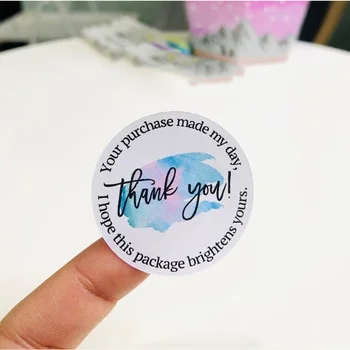 Your purchase made my day,
thank you!
I hope this package brightens yours.